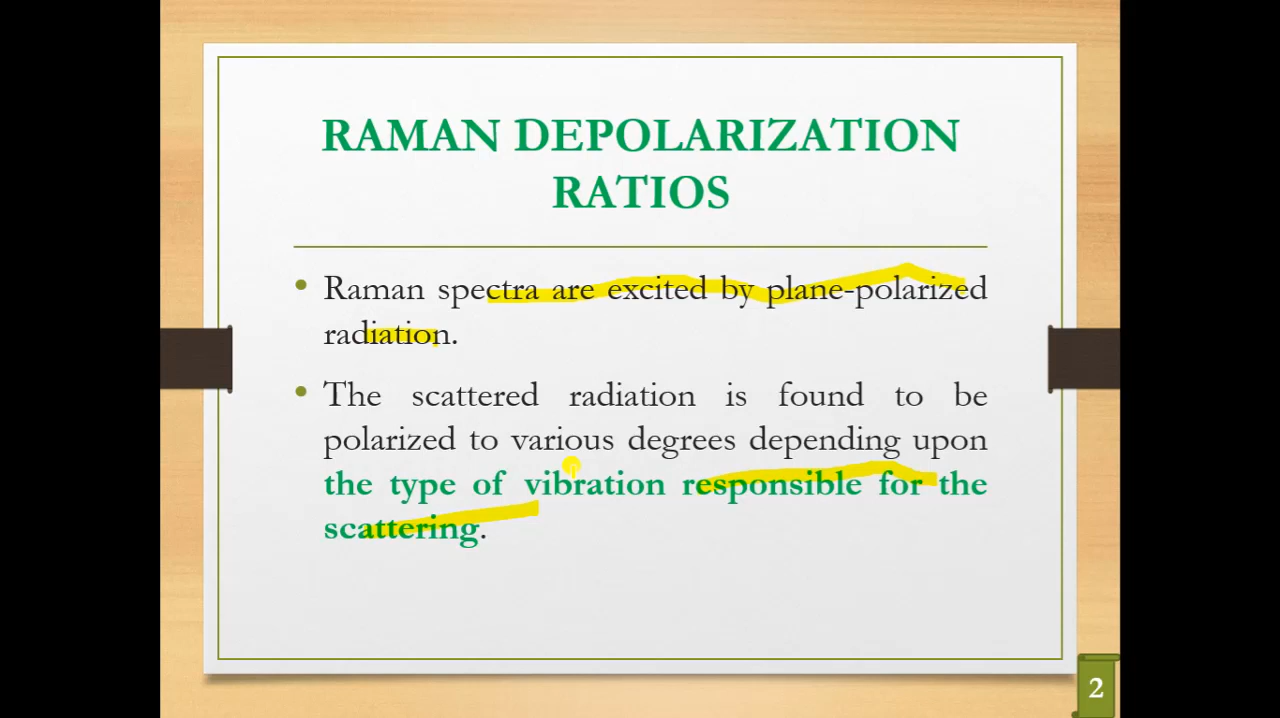 RAMAN DEPOLARIZATION
RATIOS
• Raman spectra are excited by plane-polarized
radiation.
• The scattered radiation is found to be
polarized to various degrees depending upon
the type of vibration responsible for the
scattering.
2